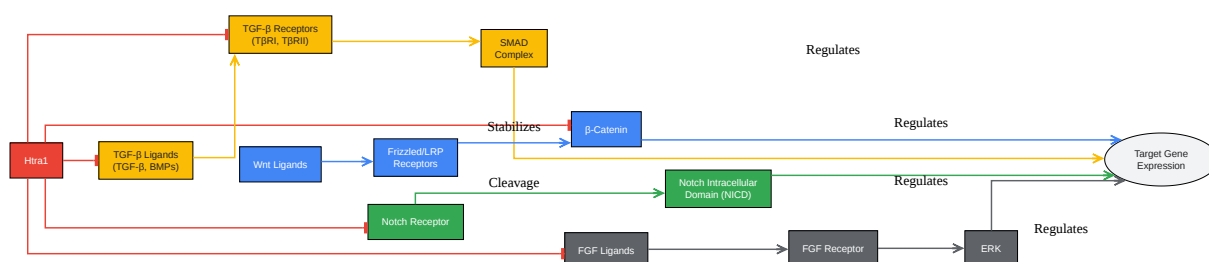 TGF-β Receptors
(TβRI, TβRII)
SMAD
Complex
Regulates
Htra1
TGF-β Ligands
(TGF-β, BMPs)
Wnt Ligands
Frizzled/LRP
Receptors
Stabilizes
β-Catenin
Regulates
Target Gene
Expression
Notch Receptor
Cleavage
Notch Intracellular
Domain (NICD)
Regulates
FGF Ligands
FGF Receptor
ERK
Regulates